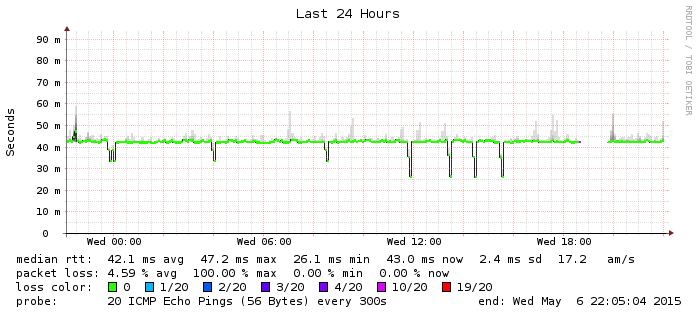 Last 24 Hours
RRDTOOL / TOBI OETIKER
Seconds
90 m
80 m
70 m
60 m
50 m
40 m
30 m
20 m
10 m
0
Wed 00:00 Wed 06:00 Wed 12:00 Wed 18:00
median rtt: 42.1 ms avg 47.2 ms max 26.1 ms min 43.0 ms now 2.4 ms sd 17.2 am/s
packet loss: 4.59 % avg 100.00 % max 0.00 % min 0.00 % now
loss color: 0 1/20 2/20 3/20 4/20 10/20 19/20
probe: 20 ICMP Echo Pings (56 Bytes) every 300s end: Wed May 6 22:05:04 2015